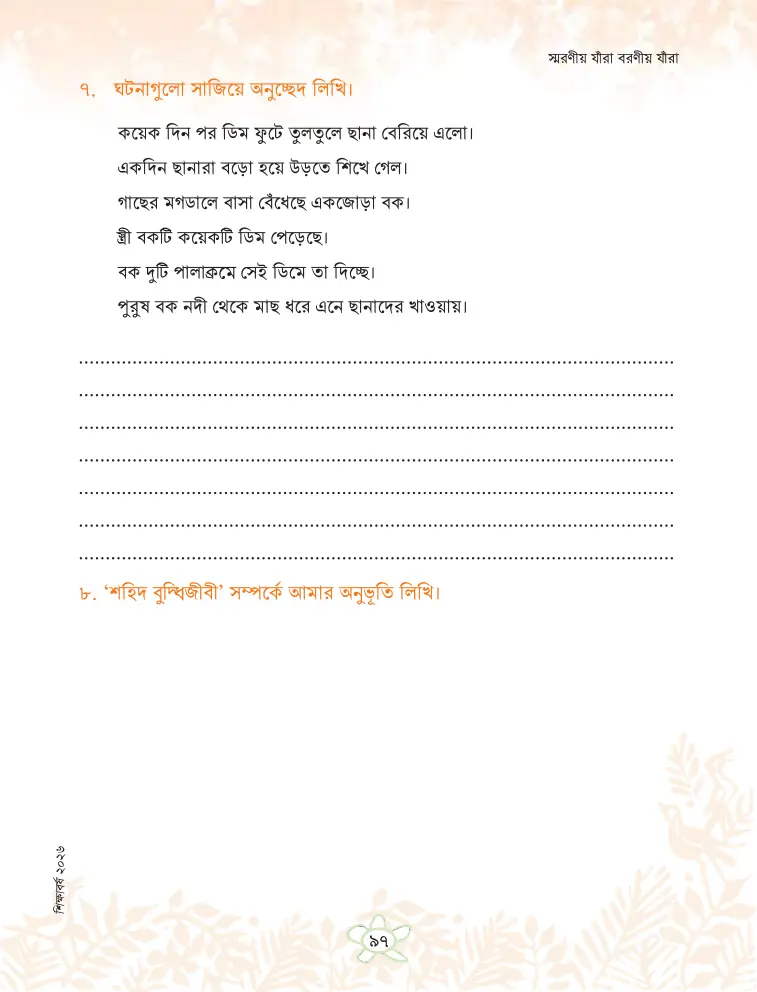 স্মরণীয় যাঁরা বরণীয় যাঁরা
৭. ঘটনাগুলো সাজিয়ে অনুচ্ছেদ লিখি।
কয়েক দিন পর ডিম ফুটে তুলতুলে ছানা বেরিয়ে এলো।
একদিন ছানারা বড়ো হয়ে উড়তে শিখে গেল।
গাছের মগডালে বাসা বেঁধেছে একজোড়া বক।
স্ত্রী বকটি কয়েকটি ডিম পেড়েছে।
বক দুটি পালাক্রমে সেই ডিমে তা দিচ্ছে।
পুরুষ বক নদী থেকে মাছ ধরে এনে ছানাদের খাওয়ায়।
৮. ‘শহিদ বুদ্ধিজীবী’ সম্পর্কে আমার অনুভূতি লিখি।
শিক্ষাবর্ষ ২০২৬
৯৭